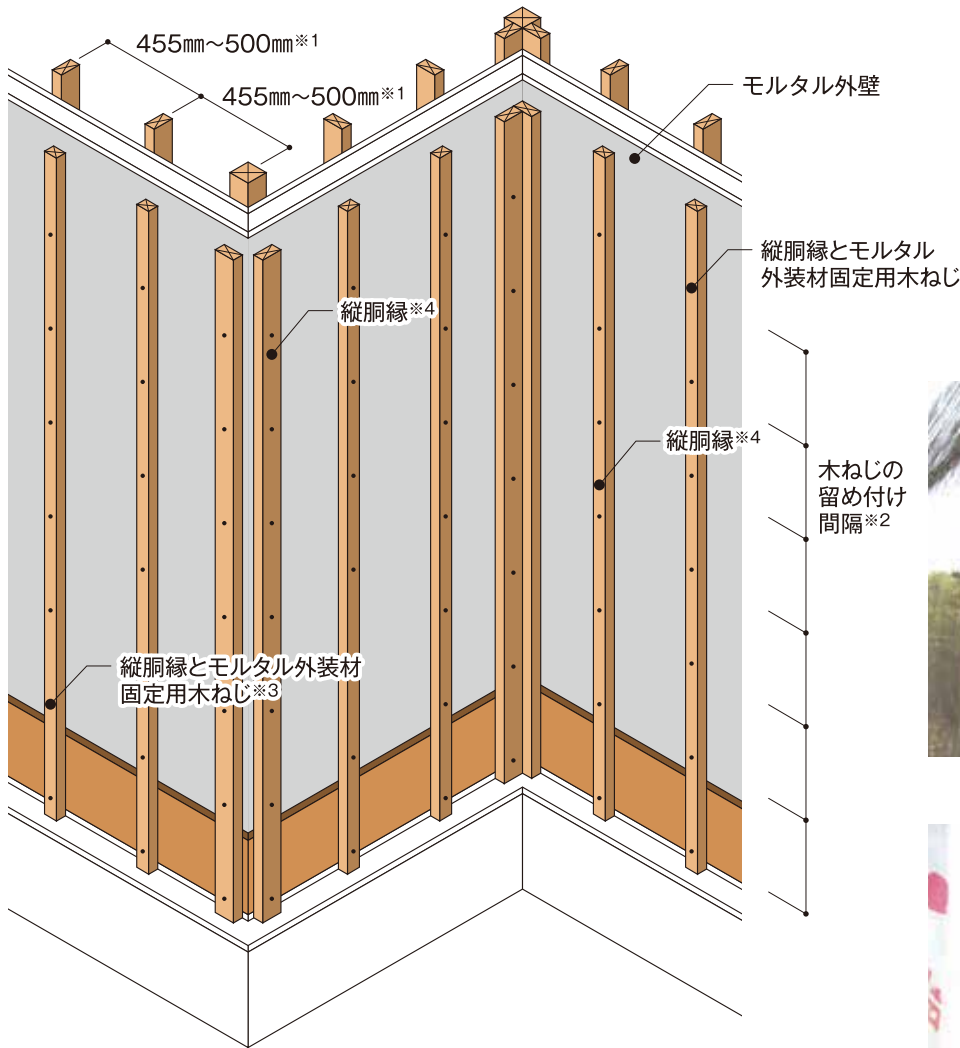 455mm～500mm※1
455mm～500mm※1
モルタル外壁
縦胴縁とモルタル
外装材固定用木ねじ
縦胴縁※4
縦胴縁※4
木ねじの
留め付け
間隔※2
縦胴縁とモルタル外装材
固定用木ねじ※3